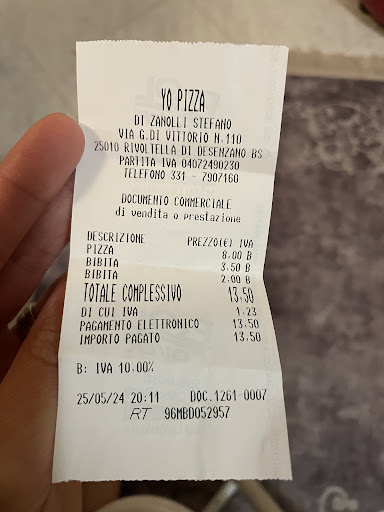 YO PIZZA
DI ZANOLLI STEFANO
VIA G.DI VITTORIO N.110
25010 RIVOLTELLA DI DESENZANO BS
PARTITA IVA 04072490230
TELEFONO 331 - 7907160
DOCUMENTO COMMERCIALE
di vendita o prestazione
DESCRIZIONE PREZZO(€) IVA
PIZZA 8,00 B
BIBITA 3,50 B
BIBITA 2,00 B
TOTALE COMPLESSIVO 13,50
DI CUI IVA 1,23
PAGAMENTO ELETTRONICO 13,50
IMPORTO PAGATO 13,50
B: IVA 10,00%
25/05/24 20:11 DOC.1261-0007
RT 96MBD052957